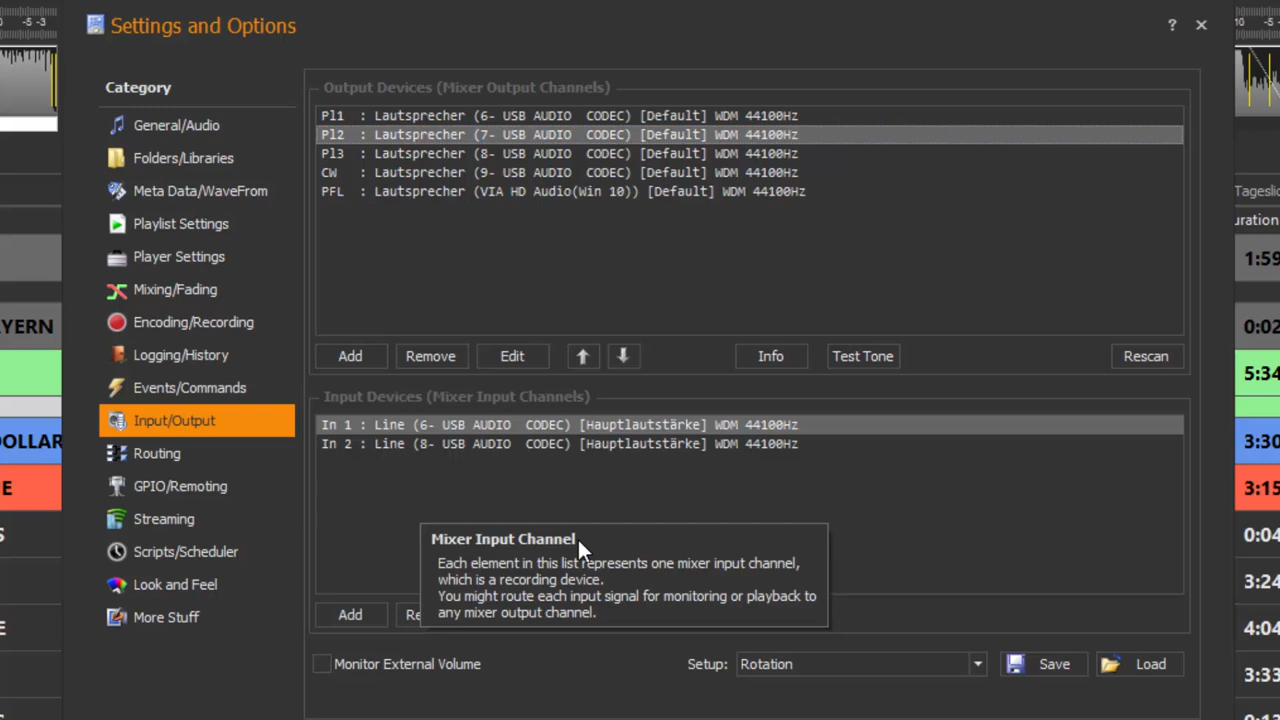 Settings and Options
?
-5 -3
10 -5
Category
General/Audio
Folders/Libraries
Meta Data/WaveFrom
Playlist Settings
Player Settings
Mixing/Fading
Encoding/Recording
Logging/History
Events/Commands
Input/Output
Routing
GPIO/Remoting
Streaming
Scripts/Scheduler
Look and Feel
More Stuff
Output Devices (Mixer Output Channels)
Pl1 : Lautsprecher (6- USB AUDIO CODEC) [Default] WDM 44100Hz
Pl2 : Lautsprecher (7- USB AUDIO CODEC) [Default] WDM 44100Hz
Pl3 : Lautsprecher (8- USB AUDIO CODEC) [Default] WDM 44100Hz
CW : Lautsprecher (9- USB AUDIO CODEC) [Default] WDM 44100Hz
PFL : Lautsprecher (VIA HD Audio(Win 10)) [Default] WDM 44100Hz
Add Remove Edit Info Test Tone Rescan
Input Devices (Mixer Input Channels)
In 1 : Line (6- USB AUDIO CODEC) [Hauptlautstärke] WDM 44100Hz
In 2 : Line (8- USB AUDIO CODEC) [Hauptlautstärke] WDM 44100Hz
Mixer Input Channel
Each element in this list represents one mixer input channel,
which is a recording device.
You might route each input signal for monitoring or playback to
any mixer output channel.
Add Re
Monitor External Volume Setup: Rotation Save Load
YERN
DOLLAR
E
S
E
Tageslic
uration
1:59
0:02
5:34
3:30
3:15
0:04
3:24
4:04
3:33